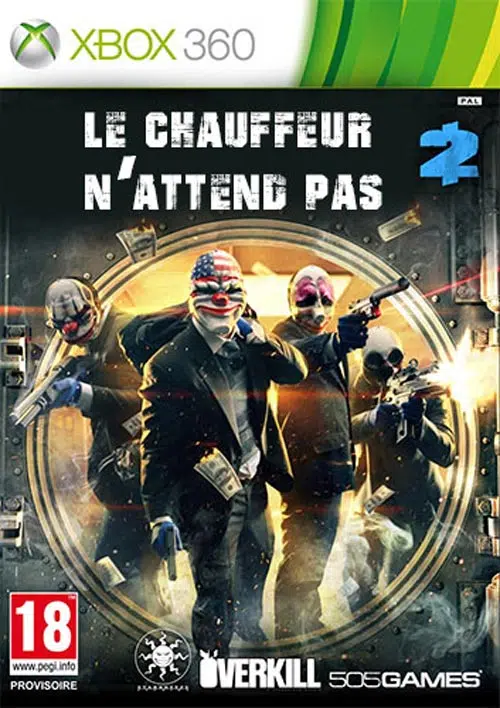 XBOX 360
PAL
LE CHAUFFEUR
N'ATTEND PAS
2
18
www.pegi.info
PROVISOIRE
OVERKILL
505GAMES